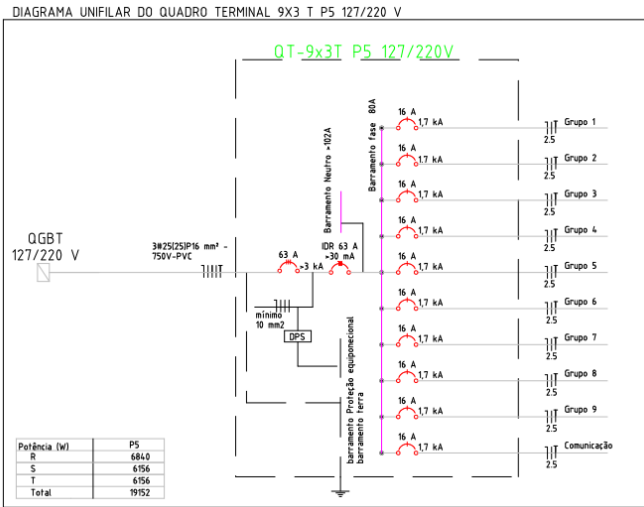 DIAGRAMA UNIFILAR DO QUADRO TERMINAL 9X3 T P5 127/220 V
QT-9x3T P5 127/220V
QGBT
127/220 V
3#25(25)P16 mm² -
750V-PVC
63 A
>3 kA
IDR 63 A
>30 mA
mínimo
10 mm2
DPS
Barramento Neutro >102A
Barramento fase 80A
barramento Proteção equiponecional
barramento terra
16 A
1,7 kA
2.5
Grupo 1
16 A
1,7 kA
2.5
Grupo 2
16 A
1,7 kA
2.5
Grupo 3
16 A
1,7 kA
2.5
Grupo 4
16 A
1,7 kA
2.5
Grupo 5
16 A
1,7 kA
2.5
Grupo 6
16 A
1,7 kA
2.5
Grupo 7
16 A
1,7 kA
2.5
Grupo 8
16 A
1,7 kA
2.5
Grupo 9
16 A
1,7 kA
2.5
Comunicação
Potência (W) P5
R 6840
S 6156
T 6156
Total 19152